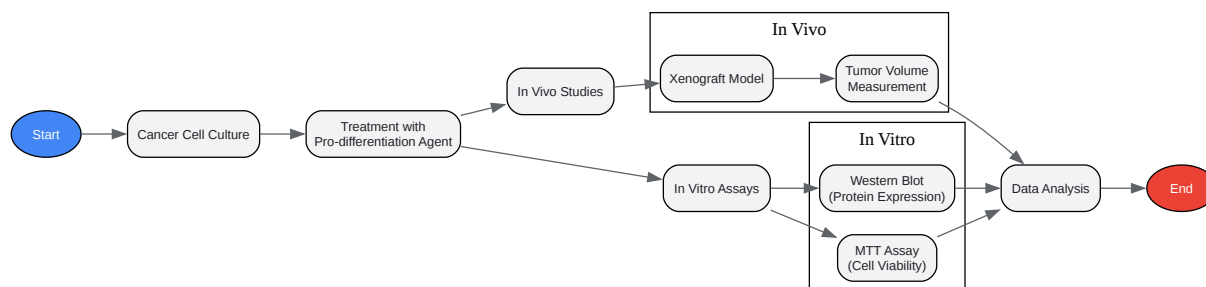 Start
Cancer Cell Culture
Treatment with
Pro-differentiation Agent
In Vivo Studies
In Vivo
Xenograft Model
Tumor Volume
Measurement
In Vitro Assays
In Vitro
Western Blot
(Protein Expression)
MTT Assay
(Cell Viability)
Data Analysis
End